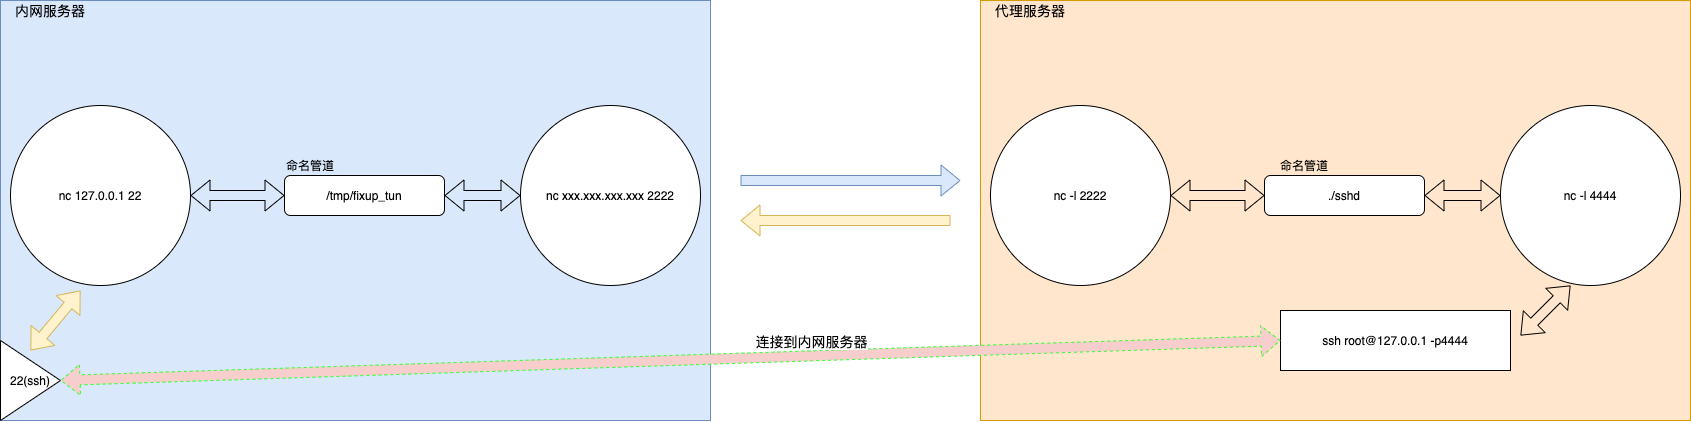 内网服务器
代理服务器
命名管道
命名管道
nc 127.0.0.1 22
/tmp/fixup_tun
nc xxx.xxx.xxx.xxx 2222
nc -l 2222
./sshd
nc -l 4444
连接到内网服务器
ssh root@127.0.0.1 -p4444
22(ssh)